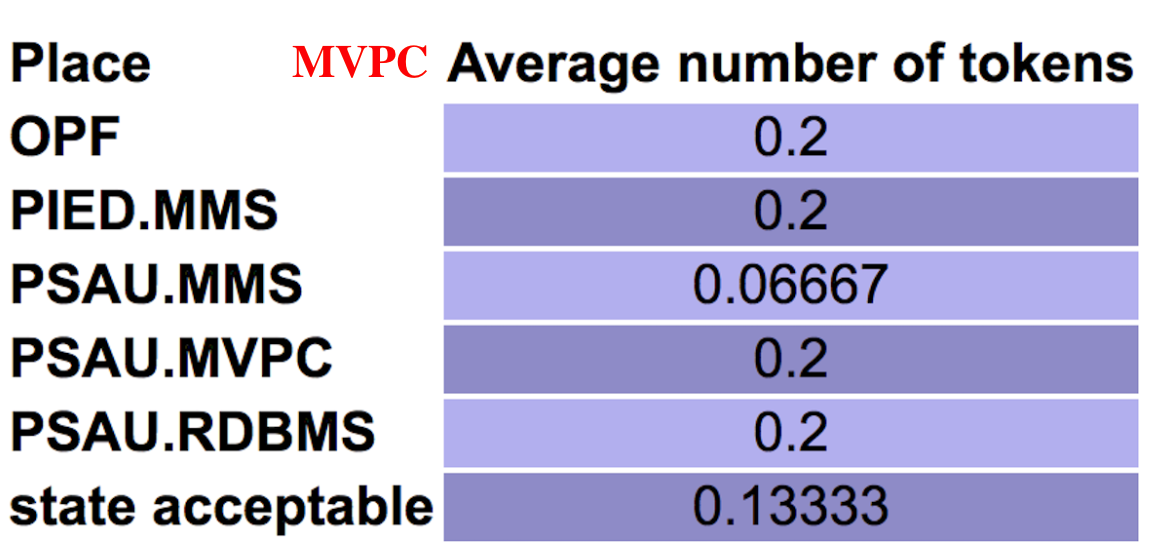 Place MVPC Average number of tokens
OPF 0.2
PIED.MMS 0.2
PSAU.MMS 0.06667
PSAU.MVPC 0.2
PSAU.RDBMS 0.2
state acceptable 0.13333